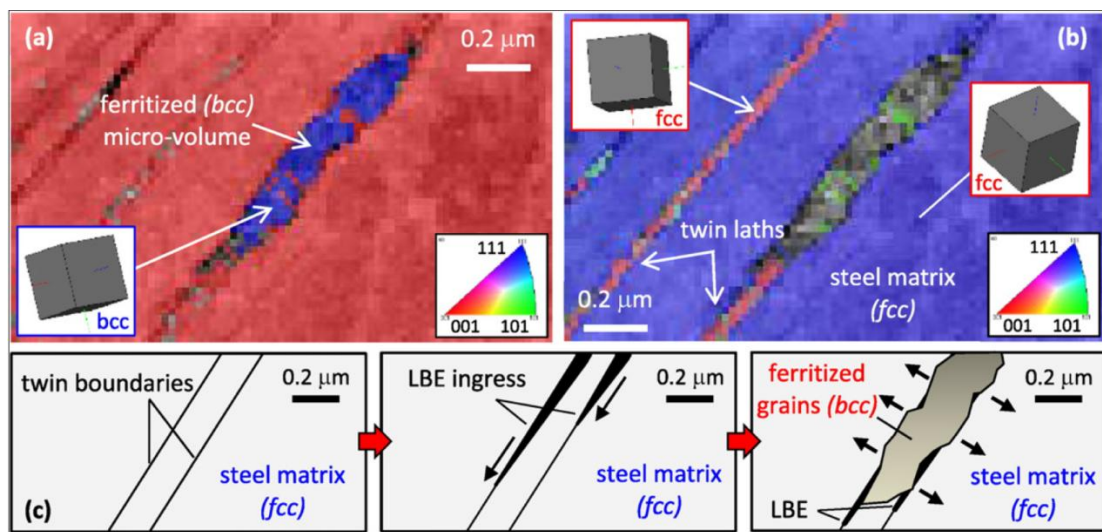 (a)
0.2 μm
ferritized (bcc)
micro-volume
bcc
111
001 101
(b)
fcc
fcc
twin laths
0.2 μm
steel matrix
(fcc)
111
001 101
twin boundaries
0.2 μm
steel matrix
(fcc)
(c)
LBE ingress
0.2 μm
steel matrix
(fcc)
ferritized
grains (bcc)
0.2 μm
steel matrix
(fcc)
LBE